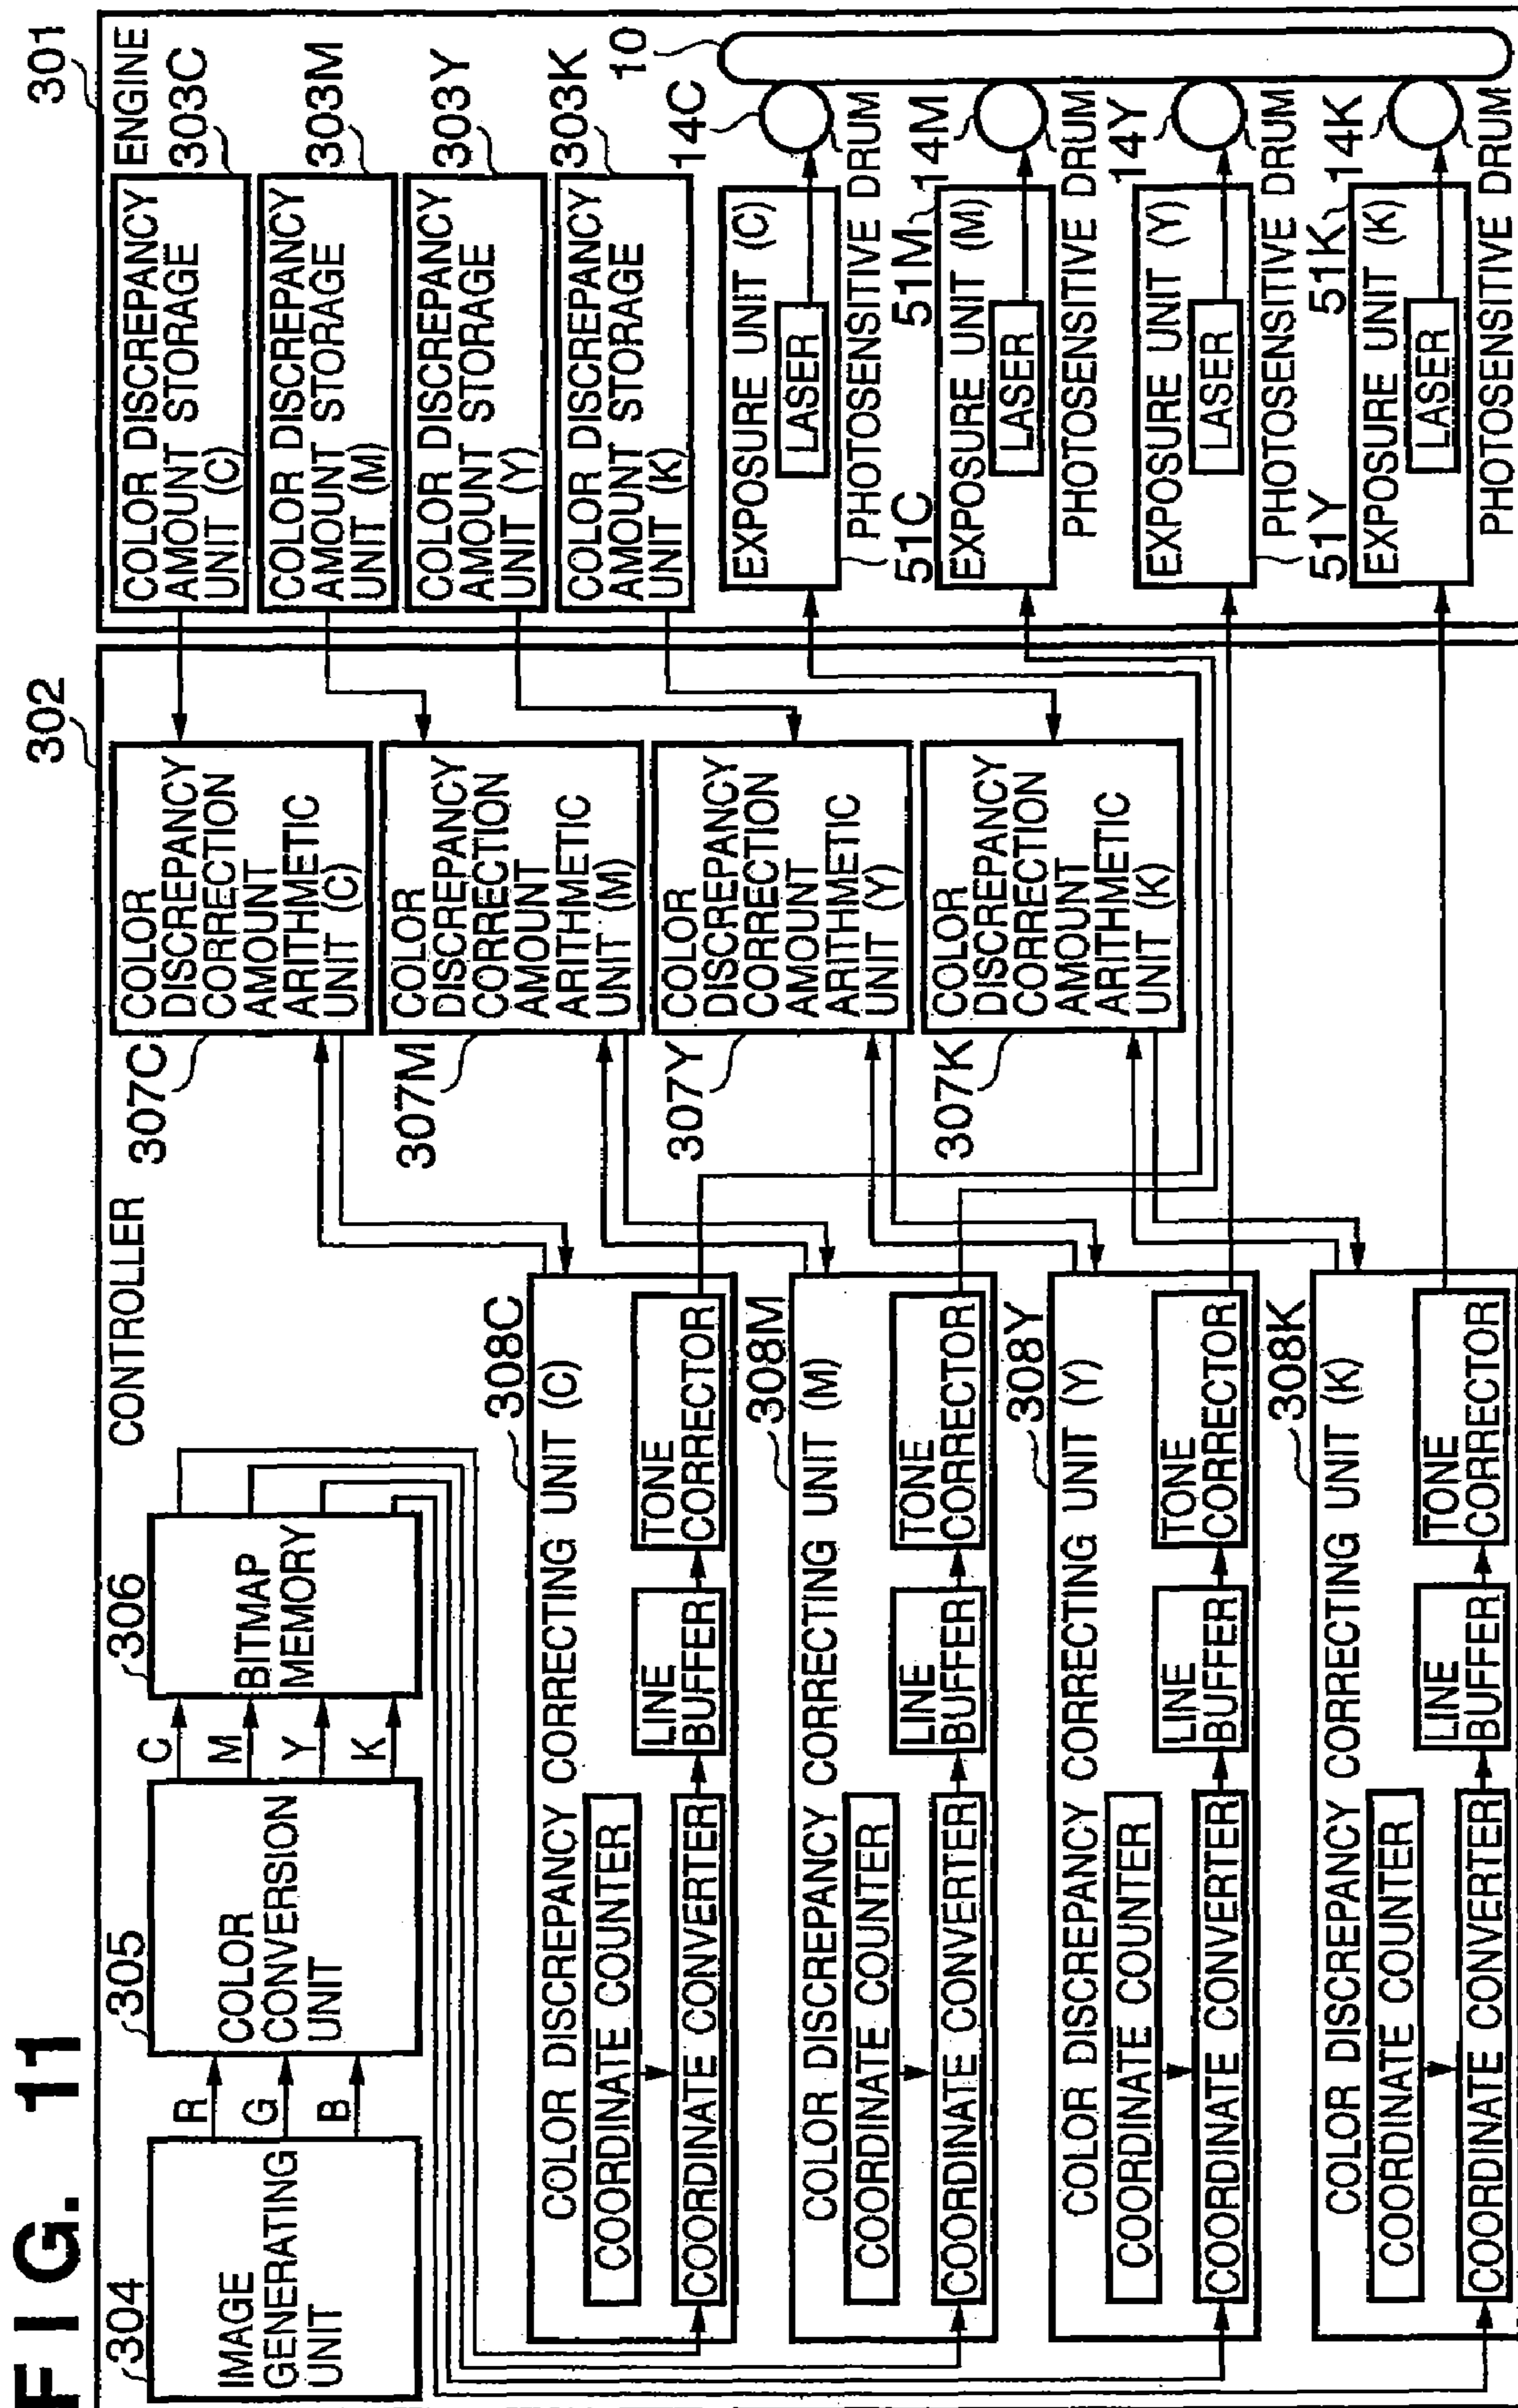 FIG. 11
304
IMAGE
GENERATING
UNIT
R
G
B
305
COLOR
CONVERSION
UNIT
C
M
Y
K
306
BITMAP
MEMORY
CONTROLLER
302
307C
COLOR
DISCREPANCY
CORRECTION
AMOUNT
ARITHMETIC
UNIT (C)
307M
COLOR
DISCREPANCY
CORRECTION
AMOUNT
ARITHMETIC
UNIT (M)
307Y
COLOR
DISCREPANCY
CORRECTION
AMOUNT
ARITHMETIC
UNIT (Y)
307K
COLOR
DISCREPANCY
CORRECTION
AMOUNT
ARITHMETIC
UNIT (K)
308C
COLOR DISCREPANCY CORRECTING UNIT (C)
COORDINATE COUNTER
COORDINATE CONVERTER
LINE
BUFFER
TONE
CORRECTOR
308M
COLOR DISCREPANCY CORRECTING UNIT (M)
COORDINATE COUNTER
COORDINATE CONVERTER
LINE
BUFFER
TONE
CORRECTOR
308Y
COLOR DISCREPANCY CORRECTING UNIT (Y)
COORDINATE COUNTER
COORDINATE CONVERTER
LINE
BUFFER
TONE
CORRECTOR
308K
COLOR DISCREPANCY CORRECTING UNIT (K)
COORDINATE COUNTER
COORDINATE CONVERTER
LINE
BUFFER
TONE
CORRECTOR
301
ENGINE
303C
COLOR DISCREPANCY
AMOUNT STORAGE
UNIT (C)
303M
COLOR DISCREPANCY
AMOUNT STORAGE
UNIT (M)
303Y
COLOR DISCREPANCY
AMOUNT STORAGE
UNIT (Y)
303K
COLOR DISCREPANCY
AMOUNT STORAGE
UNIT (K)
10
14C
EXPOSURE UNIT (C)
LASER
PHOTOSENSITIVE DRUM
51C
51M
14M
EXPOSURE UNIT (M)
LASER
PHOTOSENSITIVE DRUM
14Y
EXPOSURE UNIT (Y)
LASER
PHOTOSENSITIVE DRUM
51Y
51K
14K
EXPOSURE UNIT (K)
LASER
PHOTOSENSITIVE DRUM